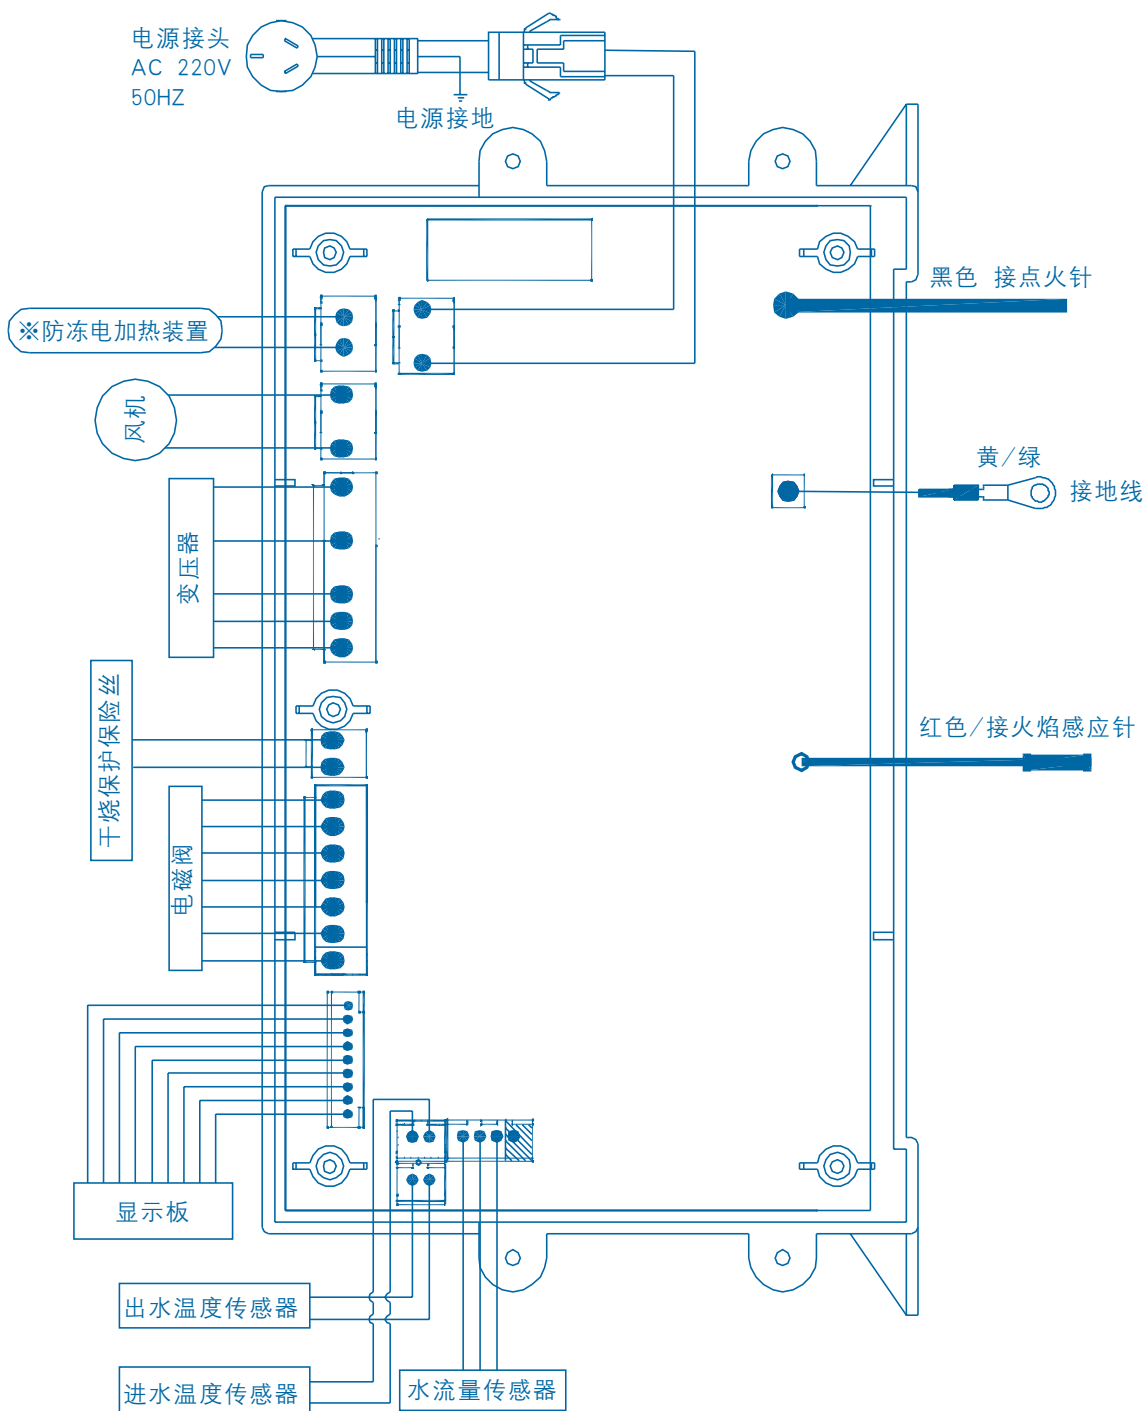 电源接头
AC 220V
50HZ
电源接地
黑色 接点火针
※防冻电加热装置
风机
黄/绿
接地线
变压器
干烧保护保险丝
红色/接火焰感应针
电磁阀
显示板
出水温度传感器
进水温度传感器
水流量传感器